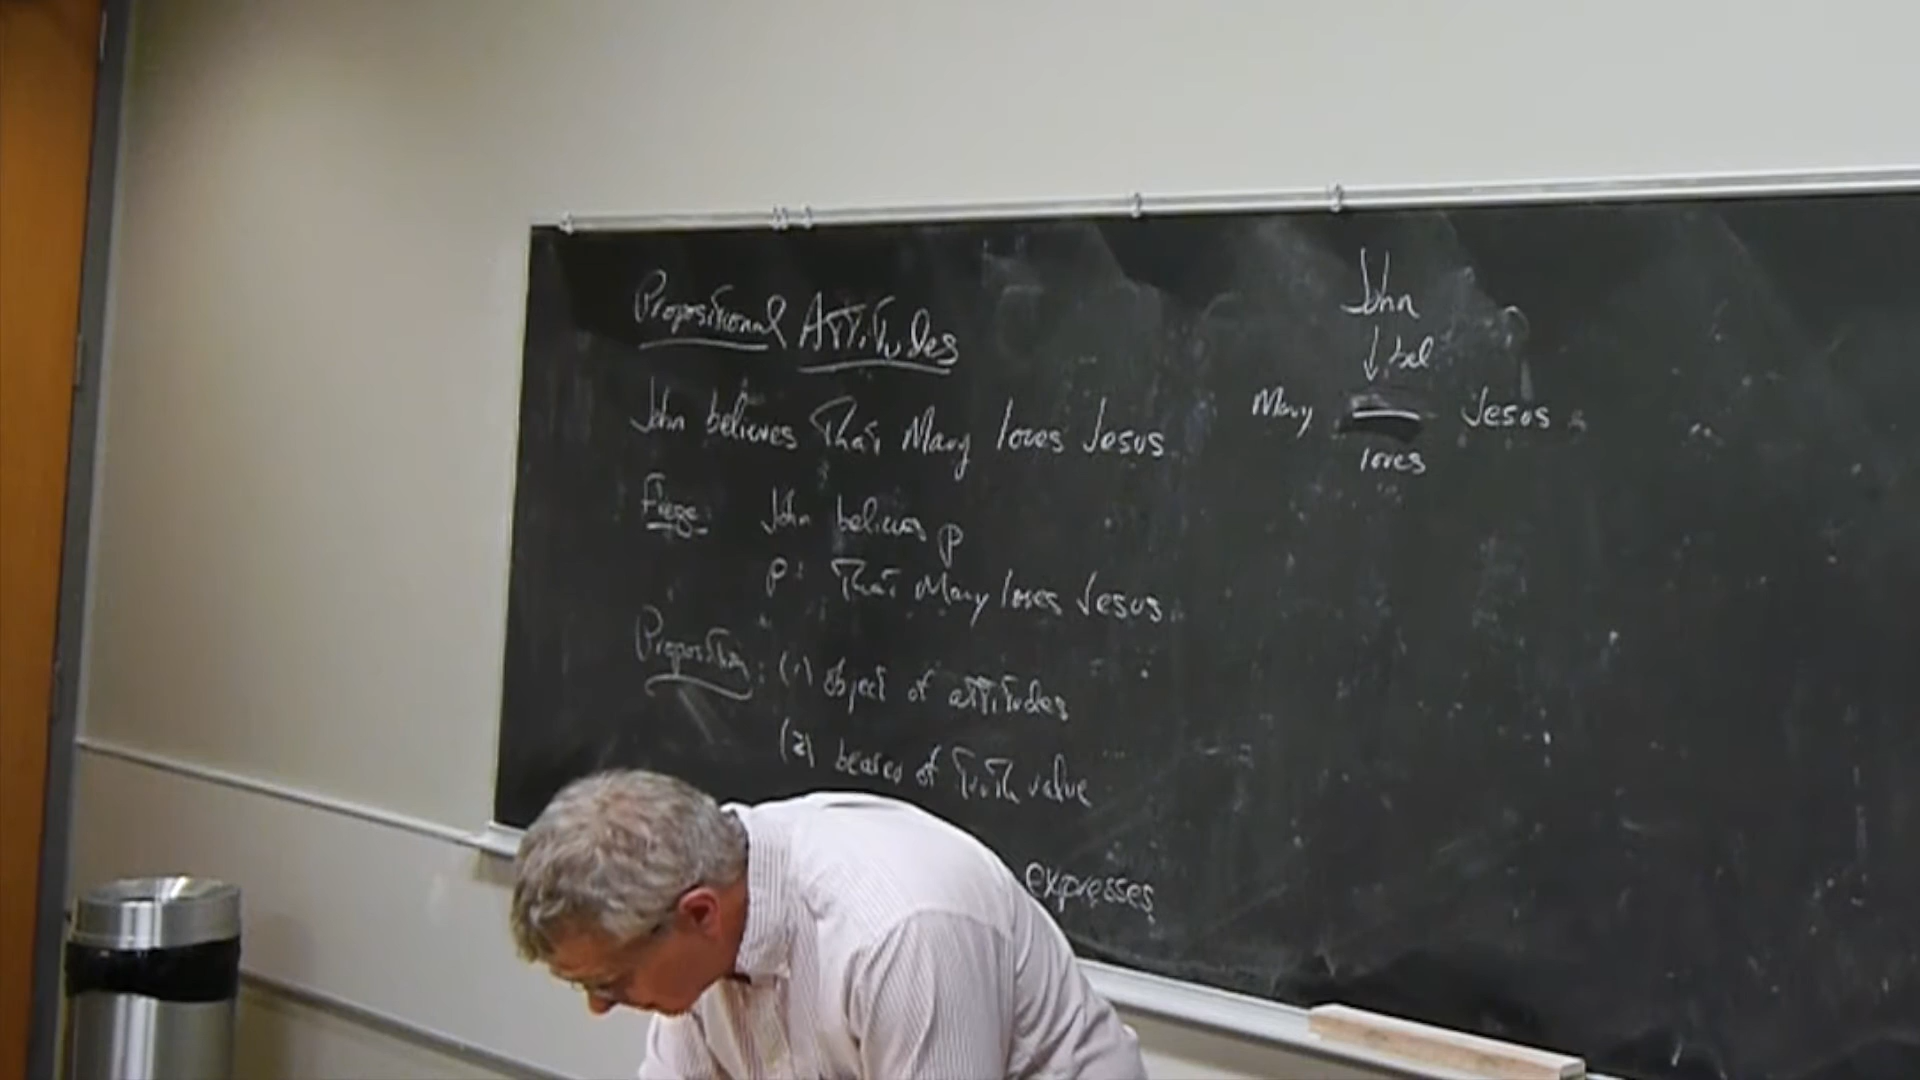 Propositional Attitudes
John believes That Mary loves Jesus
Frege: John believes p
p: That Mary loves Jesus.
Proposition: (1) object of attitudes
(2) bearer of Truth value
expresses
John
↓ bel
Mary — Jesus
loves